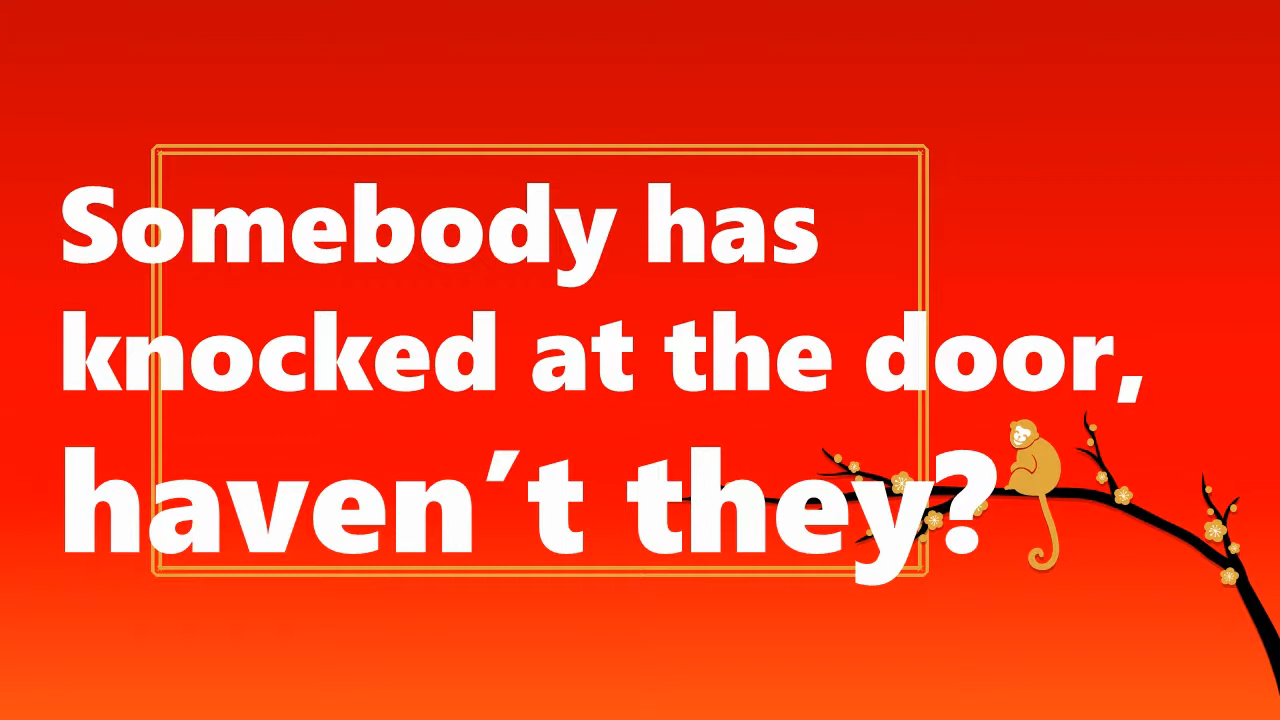 Somebody has
knocked at the door,
haven’t they?